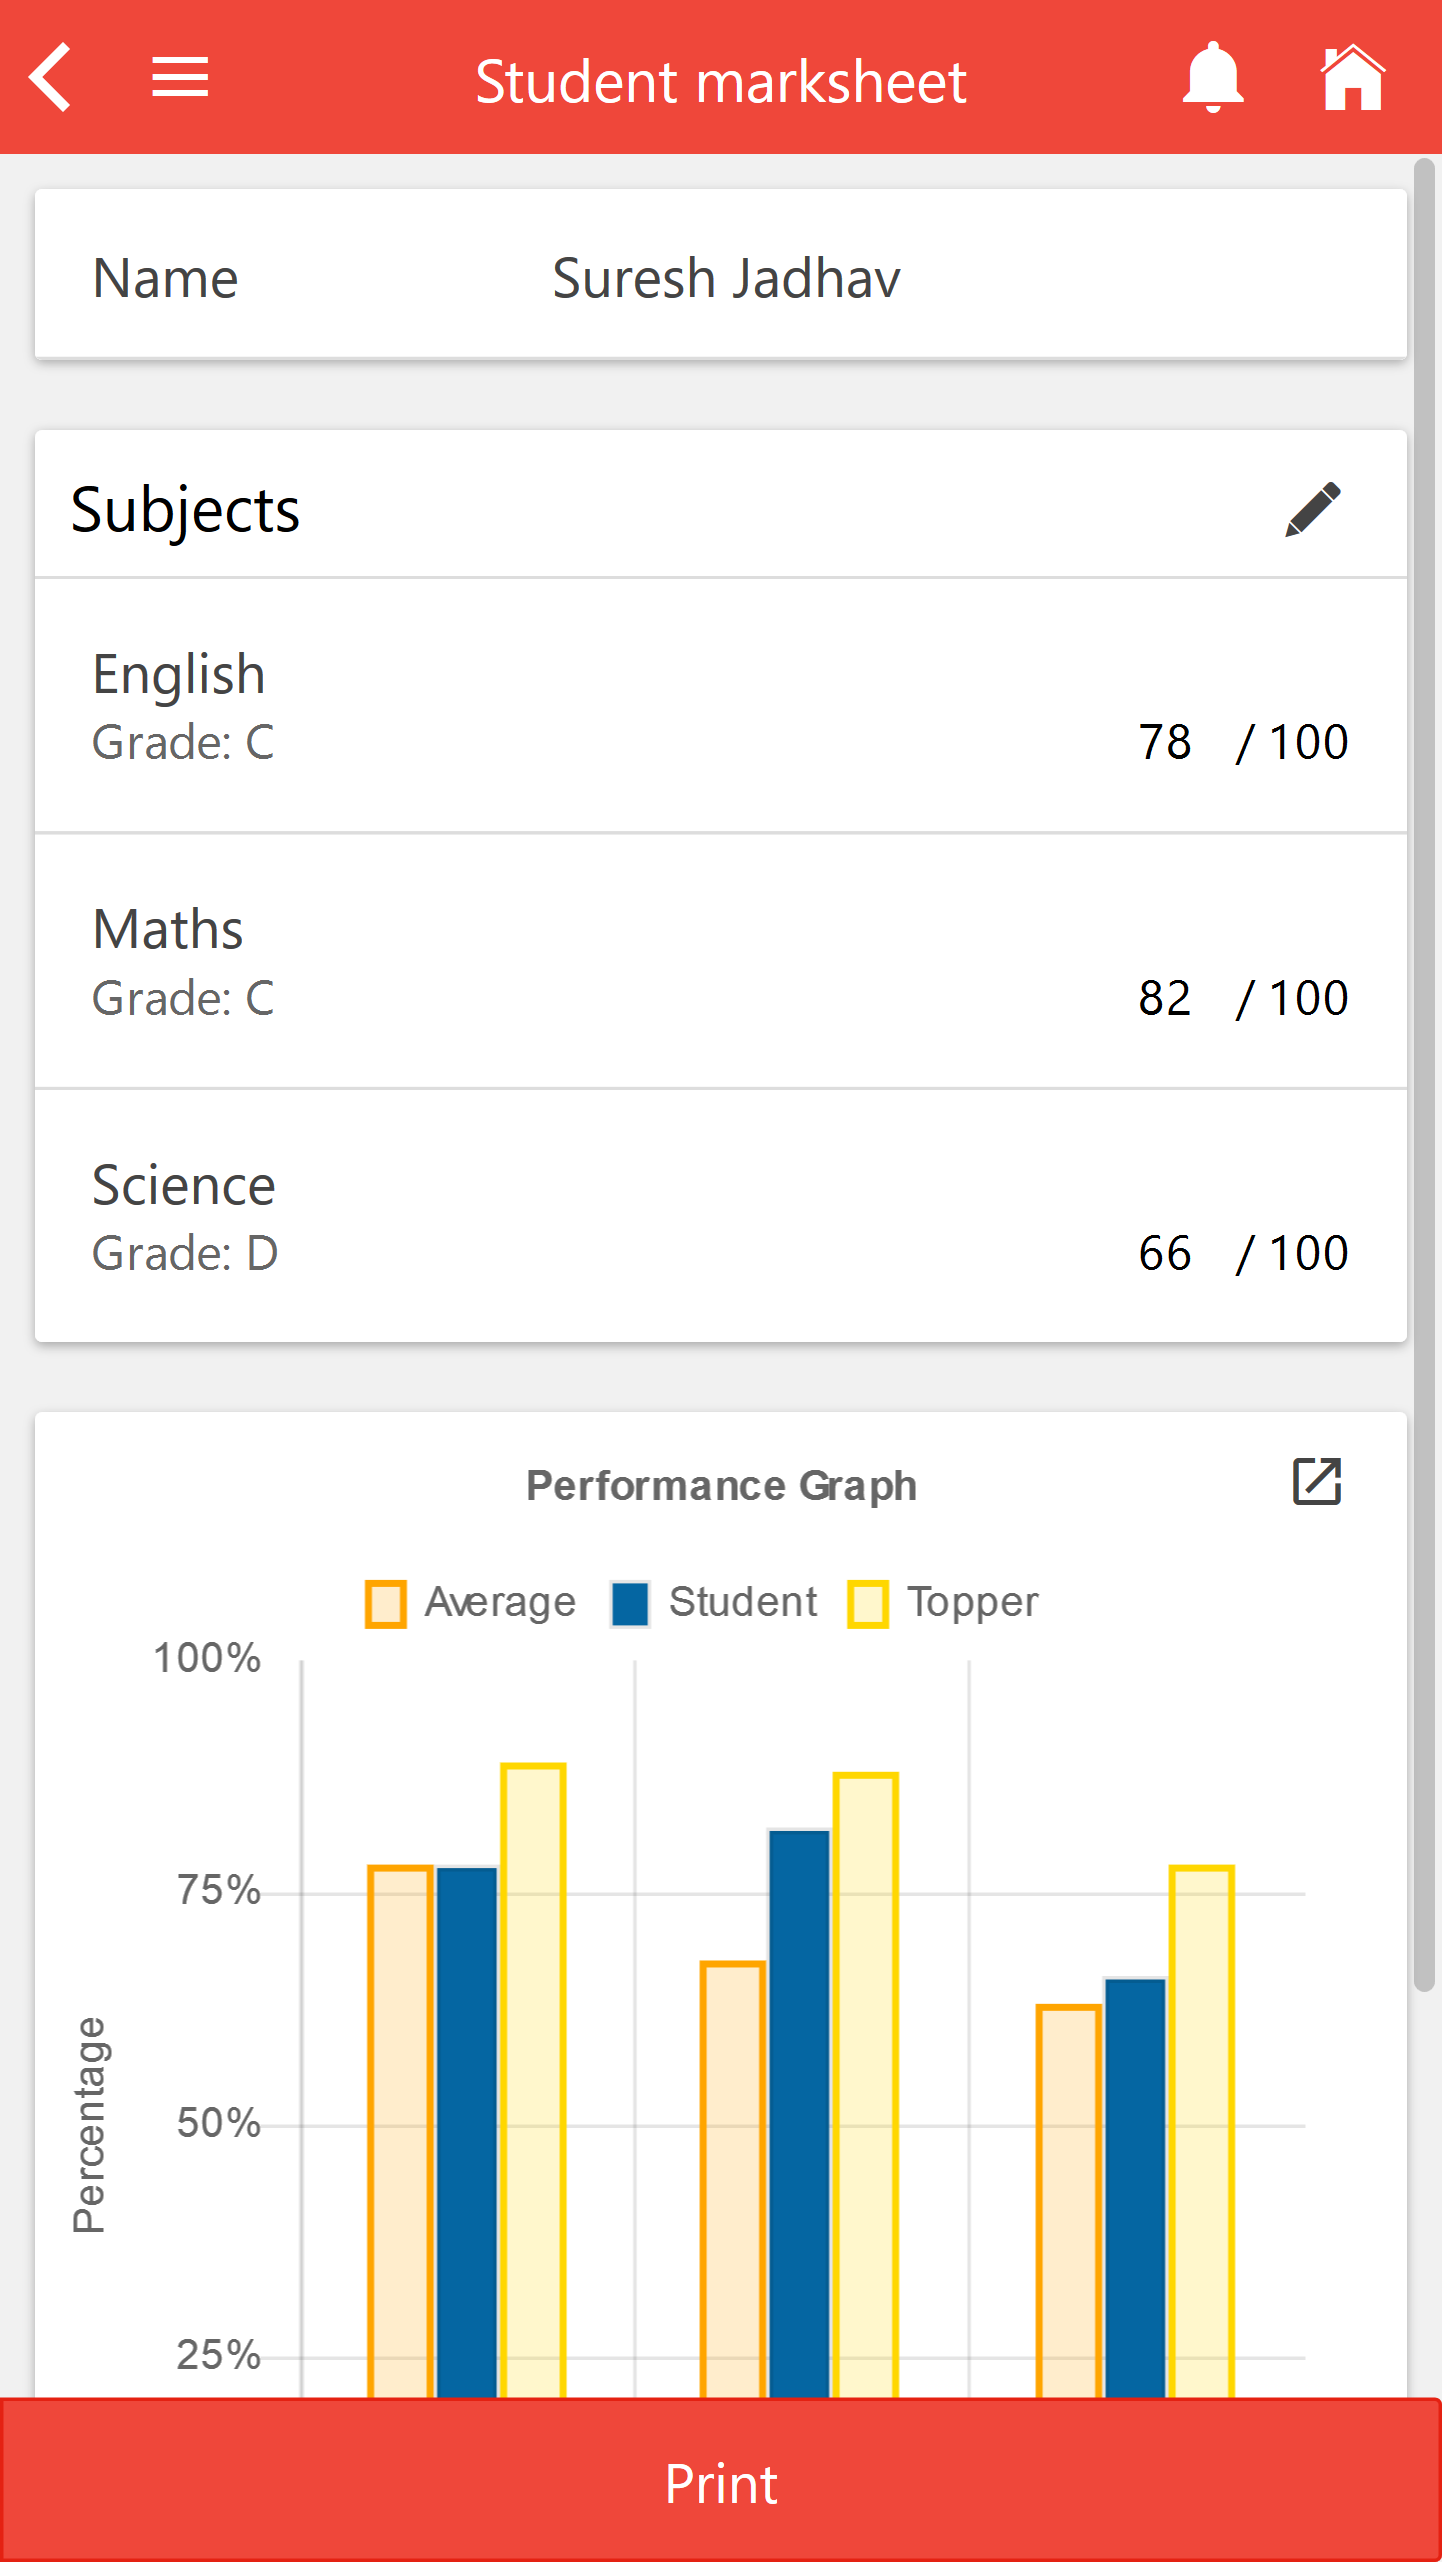 Student marksheet
Name Suresh Jadhav
Subjects
English
Grade: C 78 / 100
Maths
Grade: C 82 / 100
Science
Grade: D 66 / 100
Performance Graph
Average Student Topper
100%
75%
50%
25%
Percentage
Print